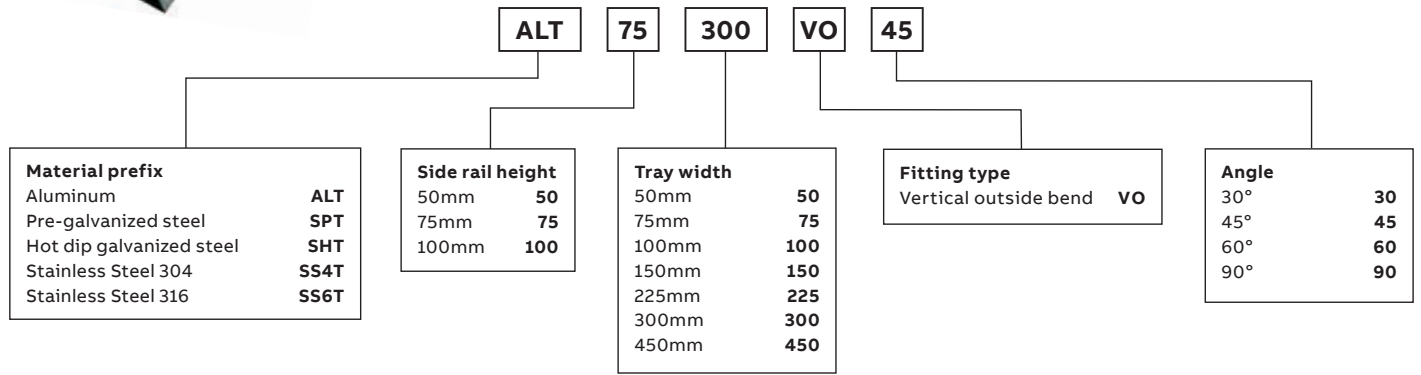 ALT 75 300 VO 45
Material prefix
Aluminum ALT
Pre-galvanized steel SPT
Hot dip galvanized steel SHT
Stainless Steel 304 SS4T
Stainless Steel 316 SS6T
Side rail height
50mm 50
75mm 75
100mm 100
Tray width
50mm 50
75mm 75
100mm 100
150mm 150
225mm 225
300mm 300
450mm 450
Fitting type
Vertical outside bend VO
Angle
30° 30
45° 45
60° 60
90° 90